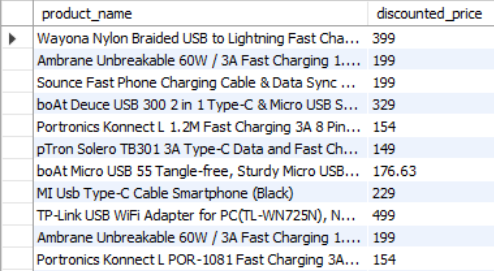 product_name discounted_price
Wayona Nylon Braided USB to Lightning Fast Cha... 399
Ambrane Unbreakable 60W / 3A Fast Charging 1.... 199
Sounce Fast Phone Charging Cable & Data Sync ... 199
boAt Deuce USB 300 2 in 1 Type-C & Micro USB S... 329
Portronics Konnect L 1.2M Fast Charging 3A 8 Pin... 154
pTron Solero TB301 3A Type-C Data and Fast Ch... 149
boAt Micro USB 55 Tangle-free, Sturdy Micro USB... 176.63
MI Usb Type-C Cable Smartphone (Black) 229
TP-Link USB WiFi Adapter for PC(TL-WN725N), N... 499
Ambrane Unbreakable 60W / 3A Fast Charging 1.... 199
Portronics Konnect L POR-1081 Fast Charging 3A... 154